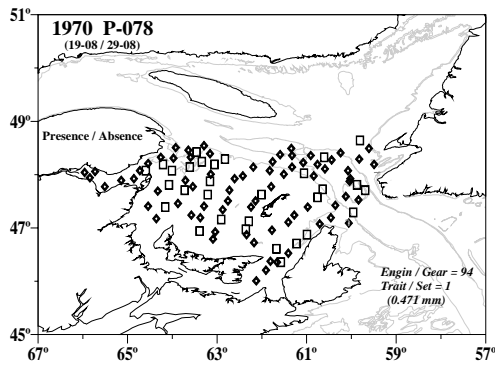 51°
1970 P-078
(19-08 / 29-08)
49°
Presence / Absence
47°
Engin / Gear = 94
Trait / Set = 1
(0.471 mm)
45°
67° 65° 63° 61° 59° 57°